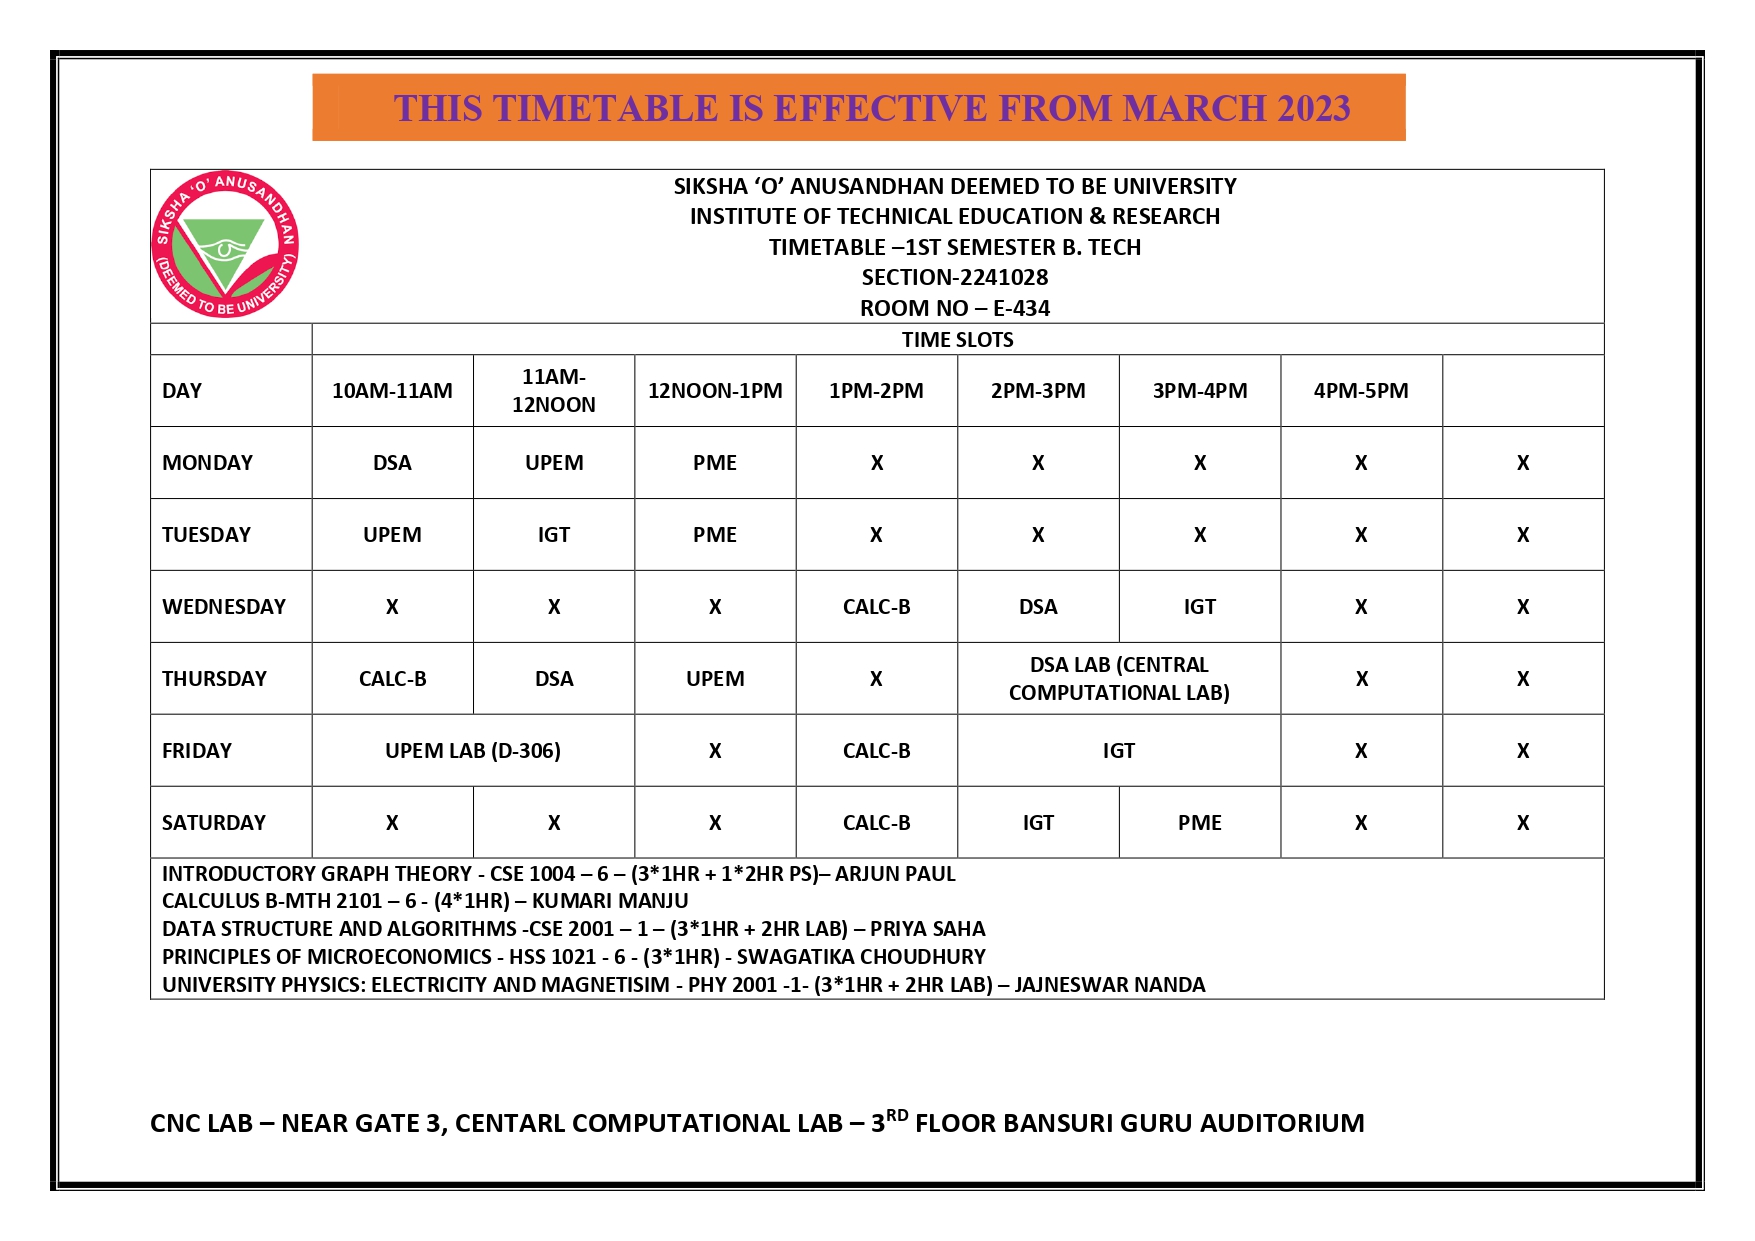 THIS TIMETABLE IS EFFECTIVE FROM MARCH 2023
SIKSHA 'O' ANUSANDHAN
(DEEMED TO BE UNIVERSITY)
SIKSHA ‘O’ ANUSANDHAN DEEMED TO BE UNIVERSITY
INSTITUTE OF TECHNICAL EDUCATION & RESEARCH
TIMETABLE –1ST SEMESTER B. TECH
SECTION-2241028
ROOM NO – E-434
TIME SLOTS
DAY 10AM-11AM 11AM-12NOON 12NOON-1PM 1PM-2PM 2PM-3PM 3PM-4PM 4PM-5PM
MONDAY DSA UPEM PME X X X X X
TUESDAY UPEM IGT PME X X X X X
WEDNESDAY X X X CALC-B DSA IGT X X
THURSDAY CALC-B DSA UPEM X DSA LAB (CENTRAL COMPUTATIONAL LAB) X X
FRIDAY UPEM LAB (D-306) X CALC-B IGT X X
SATURDAY X X X CALC-B IGT PME X X
INTRODUCTORY GRAPH THEORY - CSE 1004 – 6 – (3*1HR + 1*2HR PS)– ARJUN PAUL
CALCULUS B-MTH 2101 – 6 - (4*1HR) – KUMARI MANJU
DATA STRUCTURE AND ALGORITHMS -CSE 2001 – 1 – (3*1HR + 2HR LAB) – PRIYA SAHA
PRINCIPLES OF MICROECONOMICS - HSS 1021 - 6 - (3*1HR) - SWAGATIKA CHOUDHURY
UNIVERSITY PHYSICS: ELECTRICITY AND MAGNETISIM - PHY 2001 -1- (3*1HR + 2HR LAB) – JAJNESWAR NANDA
CNC LAB – NEAR GATE 3, CENTARL COMPUTATIONAL LAB – 3RD FLOOR BANSURI GURU AUDITORIUM